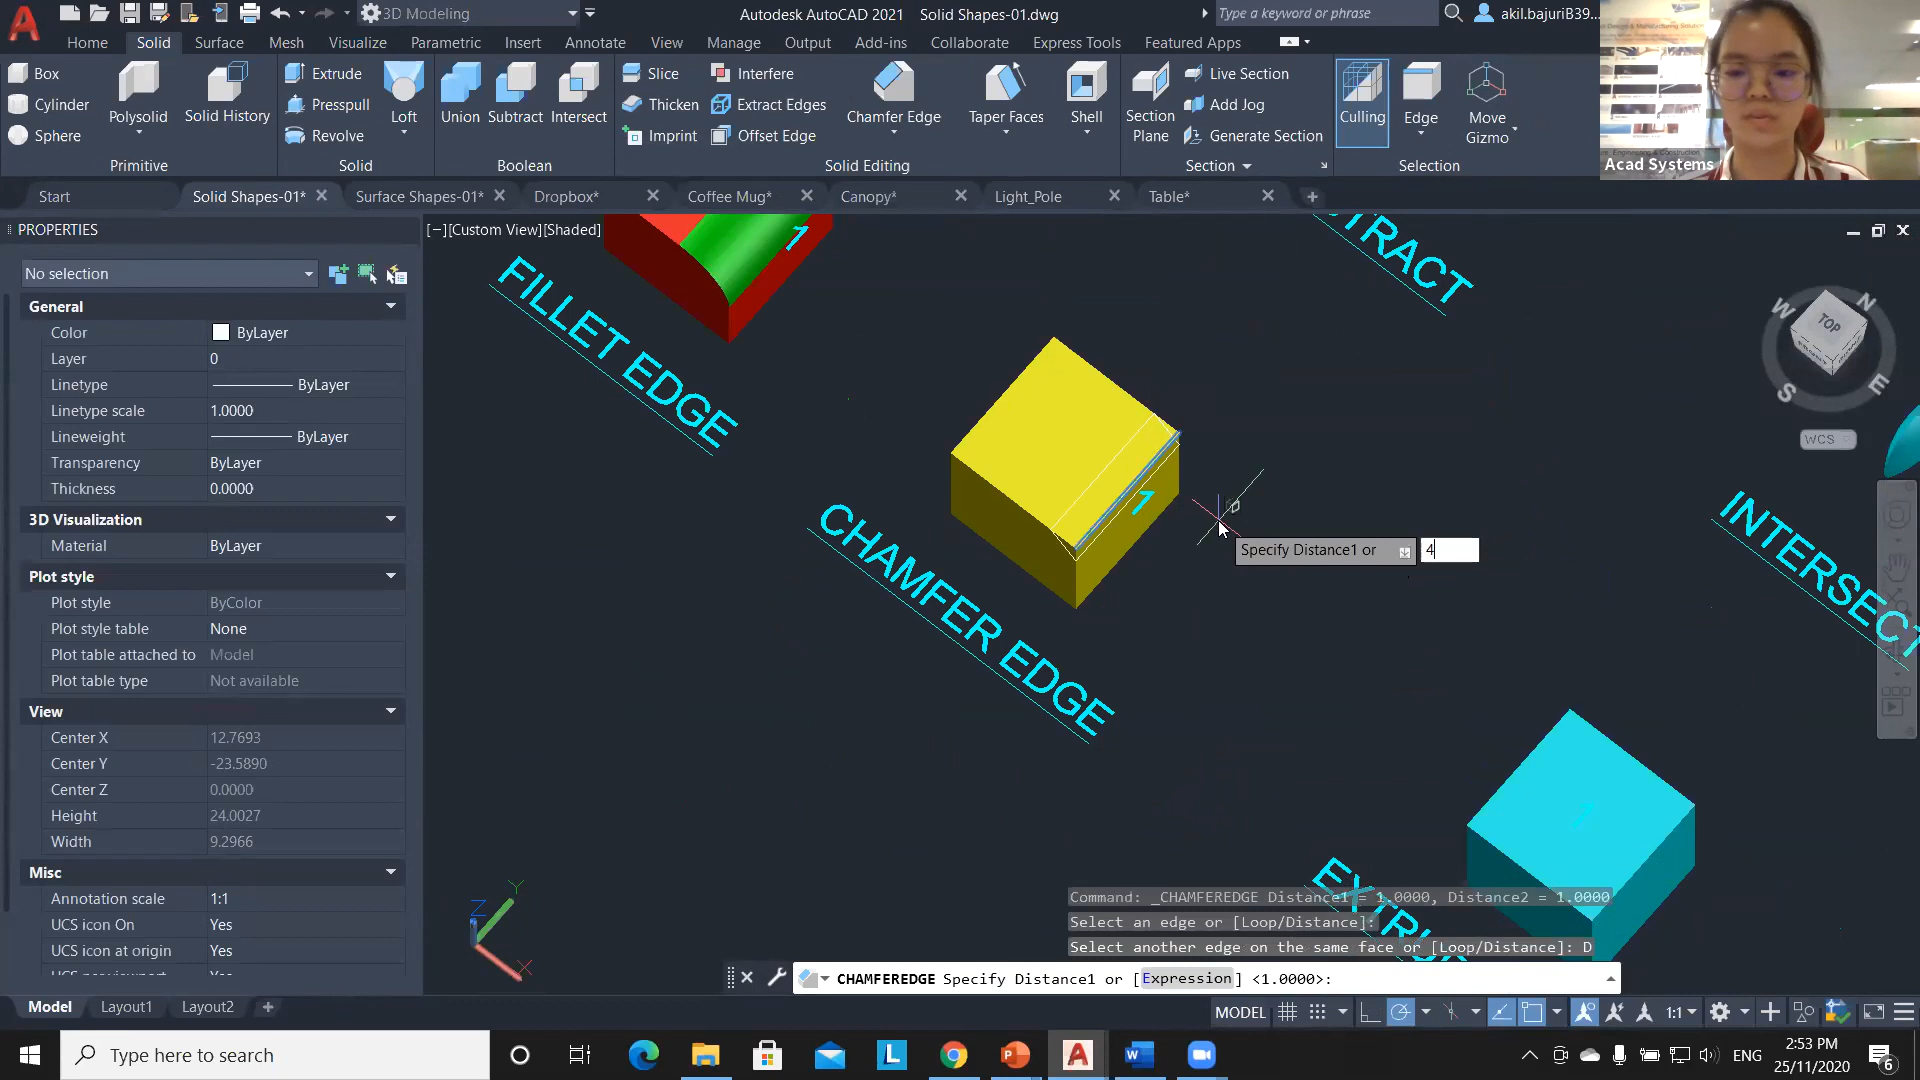 3D Modeling
Autodesk AutoCAD 2021 Solid Shapes-01.dwg
Type a keyword or phrase
akil.bajuriB39...
Home Solid Surface Mesh Visualize Parametric Insert Annotate View Manage Output Add-ins Collaborate Express Tools Featured Apps
Box
Cylinder
Sphere
Polysolid
Solid History
Primitive
Extrude
Presspull
Revolve
Loft
Solid
Union
Subtract
Intersect
Boolean
Slice
Thicken
Imprint
Interfere
Extract Edges
Offset Edge
Chamfer Edge
Taper Faces
Shell
Solid Editing
Section Plane
Live Section
Add Jog
Generate Section
Section
Culling
Edge
Move Gizmo
Selection
Acad Systems
Start
Solid Shapes-01*
Surface Shapes-01*
Dropbox*
Coffee Mug*
Canopy*
Light_Pole
Table*
PROPERTIES
No selection
General
Color ByLayer
Layer 0
Linetype ByLayer
Linetype scale 1.0000
Lineweight ByLayer
Transparency ByLayer
Thickness 0.0000
3D Visualization
Material ByLayer
Plot style
Plot style ByColor
Plot style table None
Plot table attached to Model
Plot table type Not available
View
Center X 12.7693
Center Y -23.5890
Center Z 0.0000
Height 24.0027
Width 9.2966
Misc
Annotation scale 1:1
UCS icon On Yes
UCS icon at origin Yes
[−][Custom View][Shaded]
1
FILLET EDGE
TRACT
1
CHAMFER EDGE
INTERSECT
1
W N
TOP
S E
WCS
Specify Distance1 or 4
Z Y
X
Command: _CHAMFEREDGE Distance1 = 1.0000, Distance2 = 1.0000
Select an edge or [Loop/Distance]:
Select another edge on the same face or [Loop/Distance]: D
CHAMFEREDGE Specify Distance1 or [Expression] <1.0000>:
Model Layout1 Layout2
MODEL
1:1
Type here to search
ENG
2:53 PM
25/11/2020
6